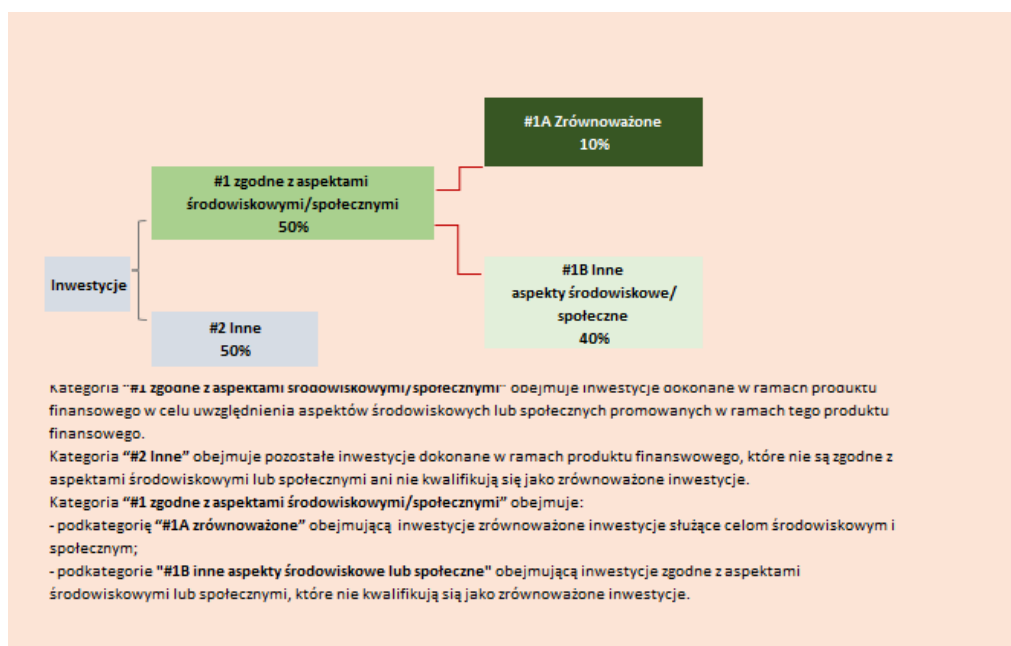 #1A Zrównoważone
10%
#1 zgodne z aspektami
środowiskowymi/społecznymi
50%
Inwestycje
#1B Inne
aspekty środowiskowe/
społeczne
40%
#2 Inne
50%
Kategoria "#1 zgodne z aspektami środowiskowymi/społecznymi" obejmuje inwestycje dokonane w ramach produktu
finansowego w celu uwzględnienia aspektów środowiskowych lub społecznych promowanych w ramach tego produktu
finansowego.
Kategoria “#2 Inne” obejmuje pozostałe inwestycje dokonane w ramach produktu finanswowego, które nie są zgodne z
aspektami środowiskowymi lub społecznymi ani nie kwalifikują się jako zrównoważone inwestycje.
Kategoria “#1 zgodne z aspektami środowiskowymi/społecznymi” obejmuje:
- podkategorię “#1A zrównoważone” obejmującą inwestycje zrównoważone inwestycje służące celom środowiskowym i
społecznym;
- podkategorie "#1B inne aspekty środowiskowe lub społeczne" obejmującą inwestycje zgodne z aspektami
środowiskowymi lub społecznymi, które nie kwalifikują sią jako zrównoważone inwestycje.